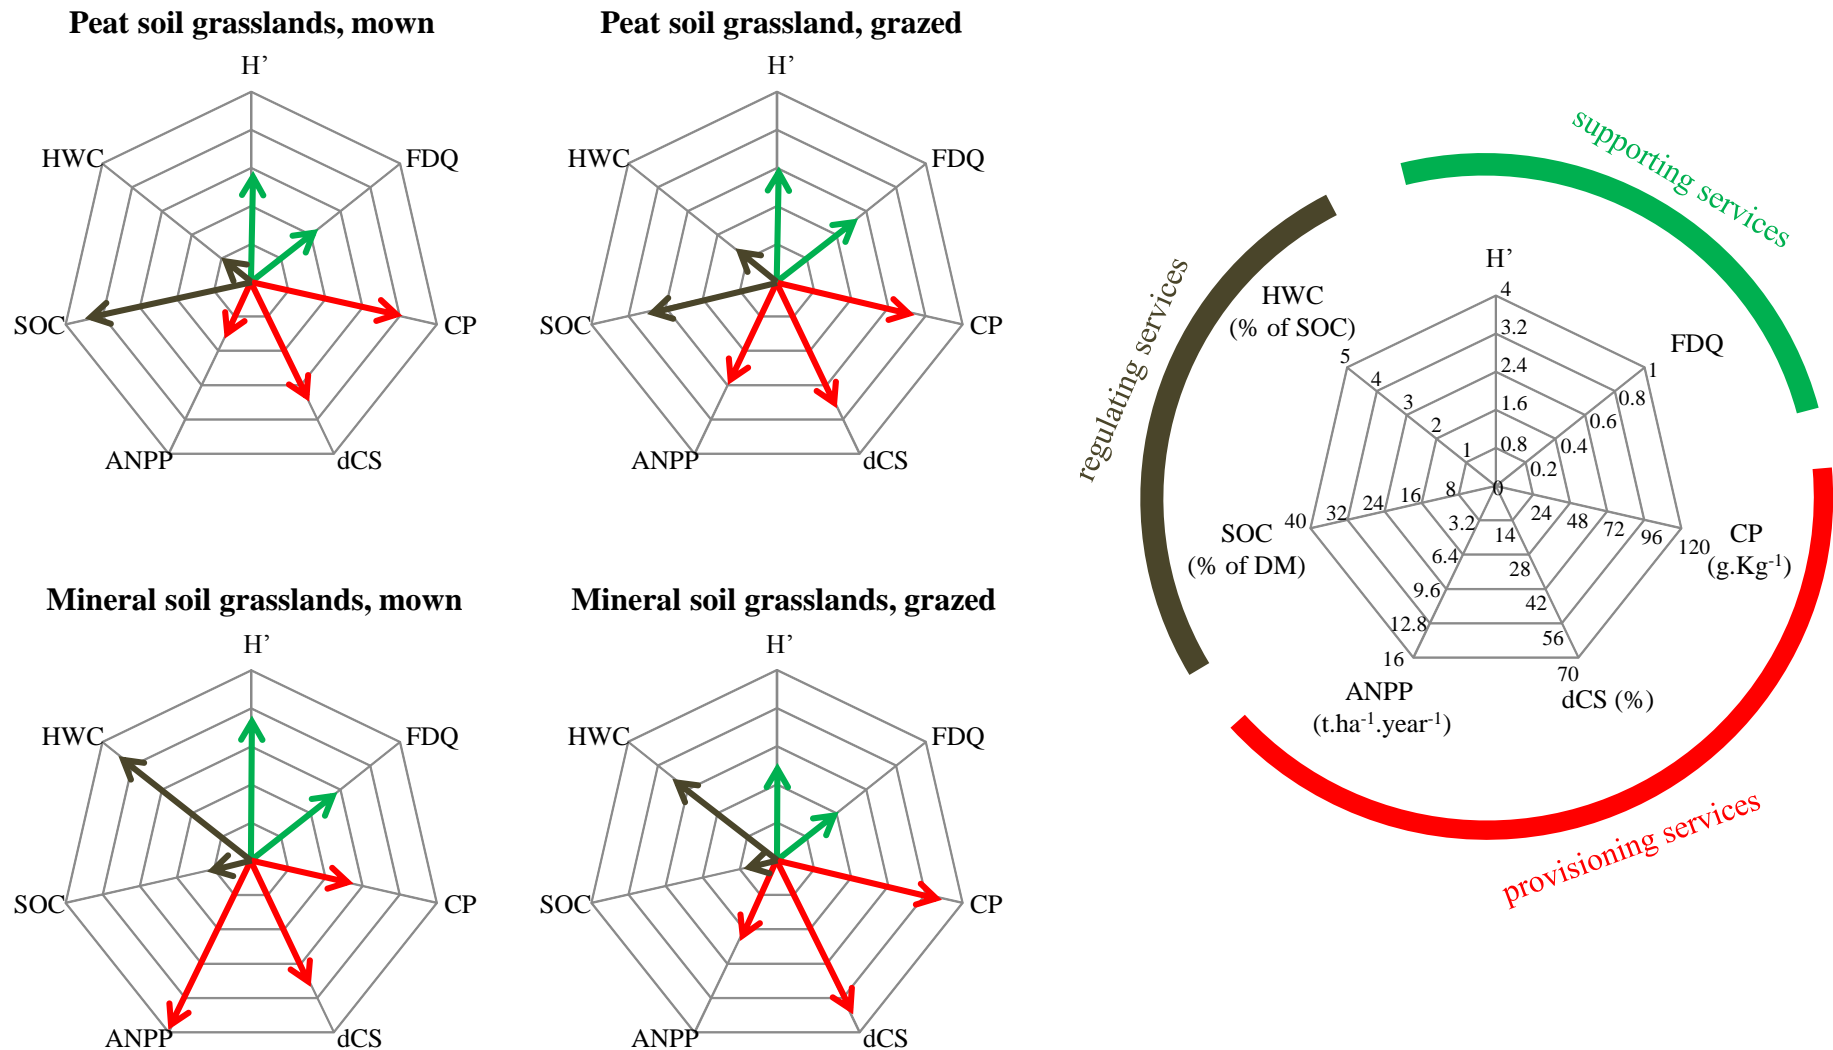 Peat soil grasslands, mown
H’
HWC
FDQ
SOC
CP
ANPP
dCS
Peat soil grassland, grazed
H’
HWC
FDQ
SOC
CP
ANPP
dCS
Mineral soil grasslands, mown
H’
HWC
FDQ
SOC
CP
ANPP
dCS
Mineral soil grasslands, grazed
H’
HWC
FDQ
SOC
CP
ANPP
dCS
supporting services
regulating services
provisioning services
H’
4
3.2
2.4
1.6
0.8
0
FDQ
1
0.8
0.6
0.4
0.2
CP
(g.Kg-1)
24
48
72
96
120
dCS (%)
14
28
42
56
70
ANPP
(t.ha-1.year-1)
3.2
6.4
9.6
12.8
16
SOC
(% of DM)
40
32
24
16
8
HWC
(% of SOC)
5
4
3
2
1